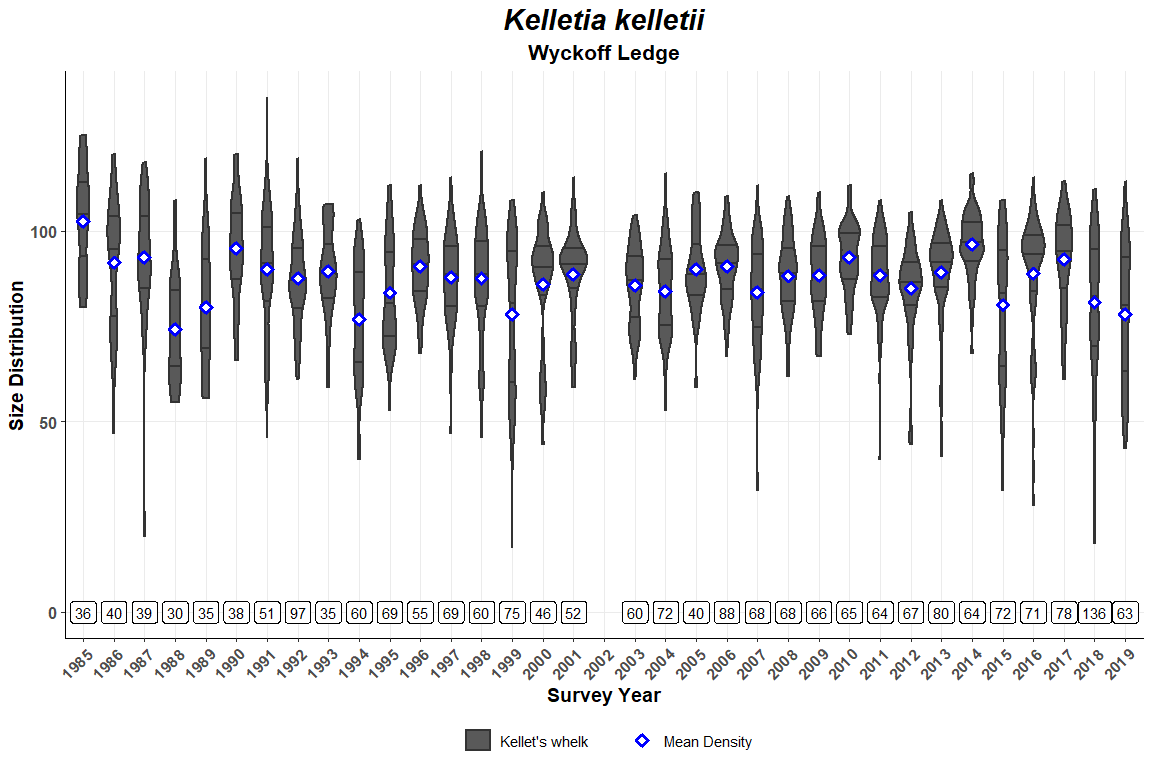 Kelletia kelletii
Wyckoff Ledge
Size Distribution
100
50
0
36 40 39 30 35 38 51 97 35 60 69 55 69 60 75 46 52 60 72 40 88 68 68 66 65 64 67 80 64 72 71 78 136 63
1985 1986 1987 1988 1989 1990 1991 1992 1993 1994 1995 1996 1997 1998 1999 2000 2001 2002 2003 2004 2005 2006 2007 2008 2009 2010 2011 2012 2013 2014 2015 2016 2017 2018 2019
Survey Year
Kellet's whelk Mean Density